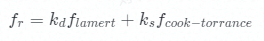 f_r = k_d f_{lamert} + k_s f_{cook-torrance}